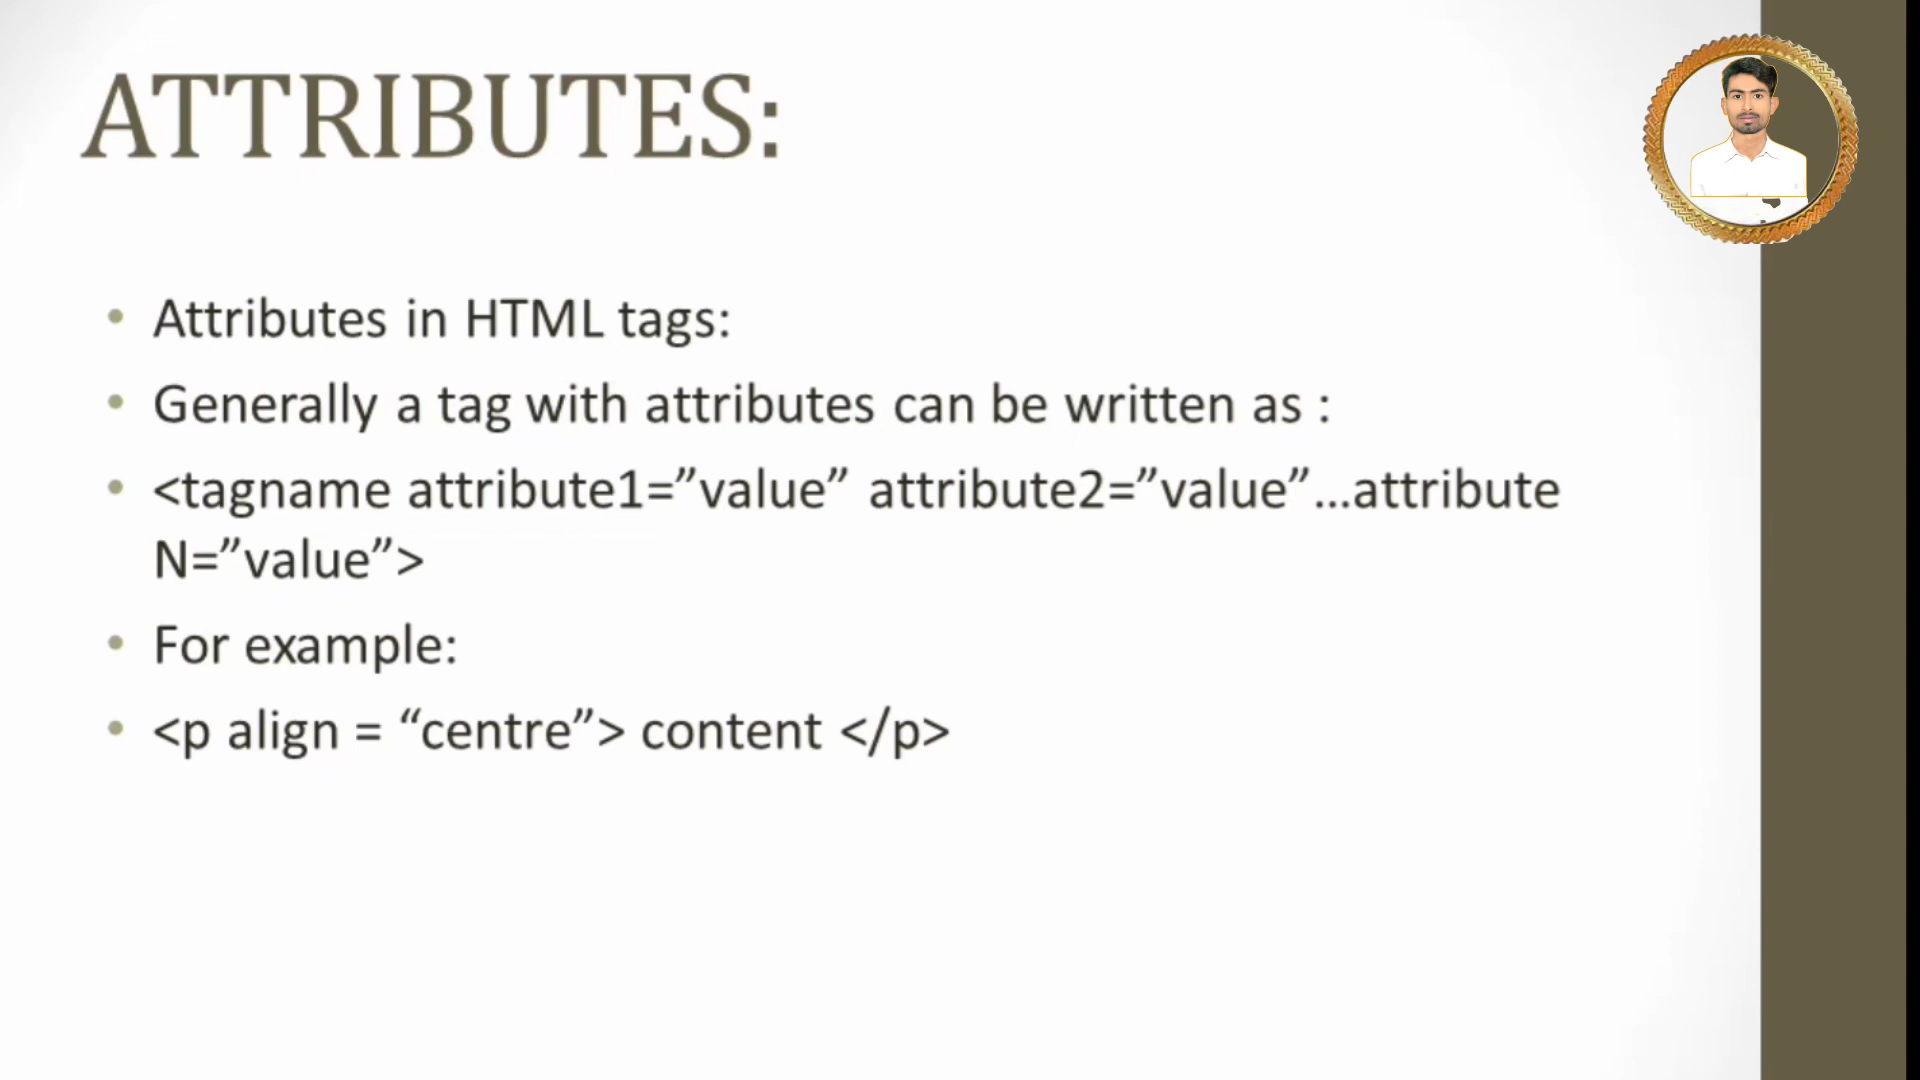 ATTRIBUTES:
• Attributes in HTML tags:
• Generally a tag with attributes can be written as :
• <tagname attribute1=”value” attribute2=”value”...attribute
N=”value”>
• For example:
• <p align = “centre”> content </p>